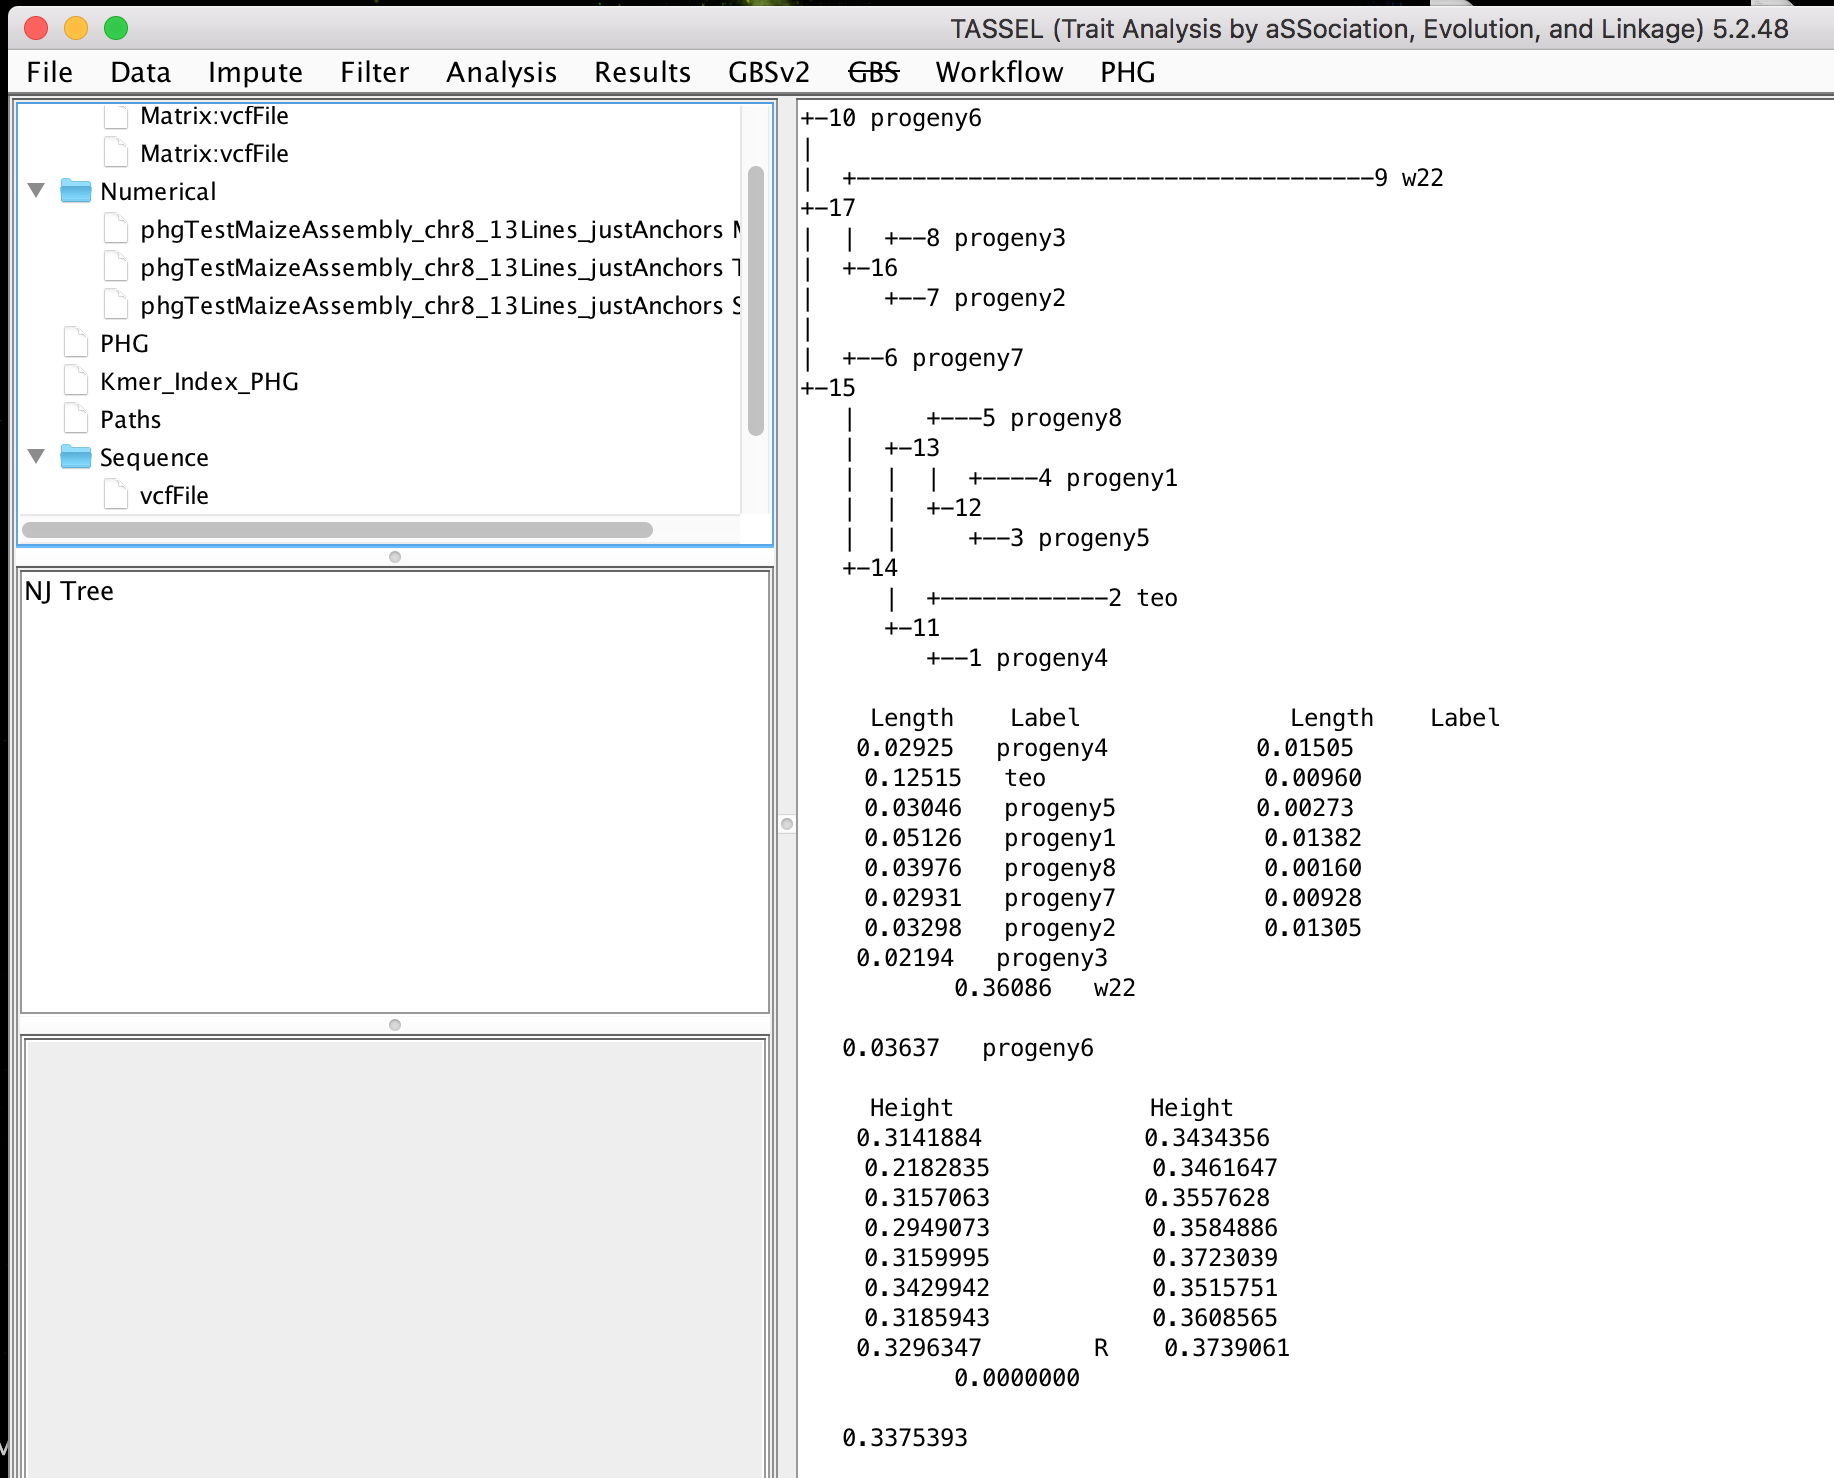 TASSEL (Trait Analysis by aSSociation, Evolution, and Linkage) 5.2.48
File Data Impute Filter Analysis Results GBSv2 GBS Workflow PHG
Matrix:vcfFile
Matrix:vcfFile
Numerical
phgTestMaizeAssembly_chr8_13Lines_justAnchors
phgTestMaizeAssembly_chr8_13Lines_justAnchors
phgTestMaizeAssembly_chr8_13Lines_justAnchors
PHG
Kmer_Index_PHG
Paths
Sequence
vcfFile
NJ Tree
+-10 progeny6
|
|  +-------------------------------------9 w22
+-17
|  |  +--8 progeny3
|  +-16
|     +--7 progeny2
|
|  +--6 progeny7
+-15
   |     +---5 progeny8
   |  +-13
   |  |  |  +----4 progeny1
   |  |  +-12
   |  |     +--3 progeny5
   +-14
      |  +------------2 teo
      +-11
         +--1 progeny4
Length Label Length Label
0.02925 progeny4 0.01505
0.12515 teo 0.00960
0.03046 progeny5 0.00273
0.05126 progeny1 0.01382
0.03976 progeny8 0.00160
0.02931 progeny7 0.00928
0.03298 progeny2 0.01305
0.02194 progeny3
0.36086 w22
0.03637 progeny6
Height Height
0.3141884 0.3434356
0.2182835 0.3461647
0.3157063 0.3557628
0.2949073 0.3584886
0.3159995 0.3723039
0.3429942 0.3515751
0.3185943 0.3608565
0.3296347 R 0.3739061
0.0000000
0.3375393